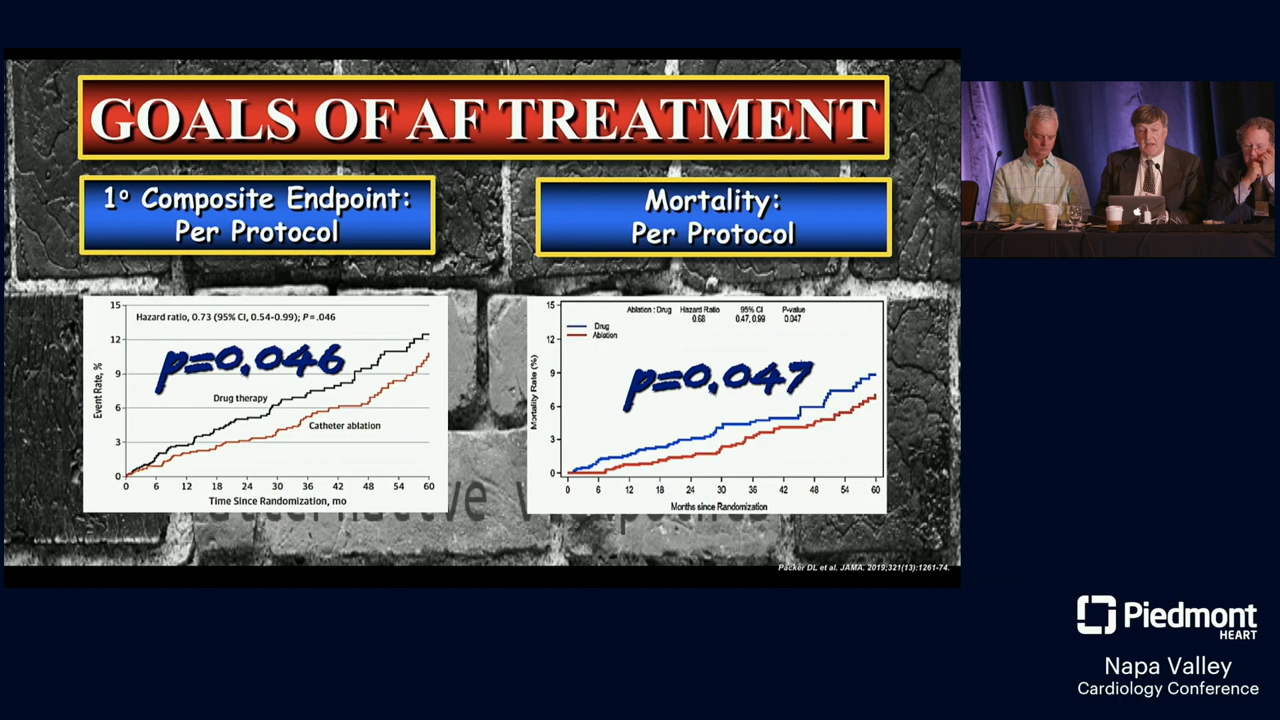 GOALS OF AF TREATMENT
1° Composite Endpoint:
Per Protocol
Mortality:
Per Protocol
15
12
9
6
3
0
Event Rate, %
Hazard ratio, 0.73 (95% CI, 0.54-0.99); P = .046
p=0.046
Drug therapy
Catheter ablation
0 6 12 18 24 30 36 42 48 54 60
Time Since Randomization, mo
15
12
9
6
3
0
Mortality Rate (%)
Ablation : Drug Hazard Ratio 95% CI P-value
0.68 0.47, 0.99 0.047
Drug
Ablation
p=0.047
0 6 12 18 24 30 36 42 48 54 60
Months since Randomization
Packer DL et al. JAMA. 2019;321(13):1261-74.
Piedmont
HEART
Napa Valley
Cardiology Conference